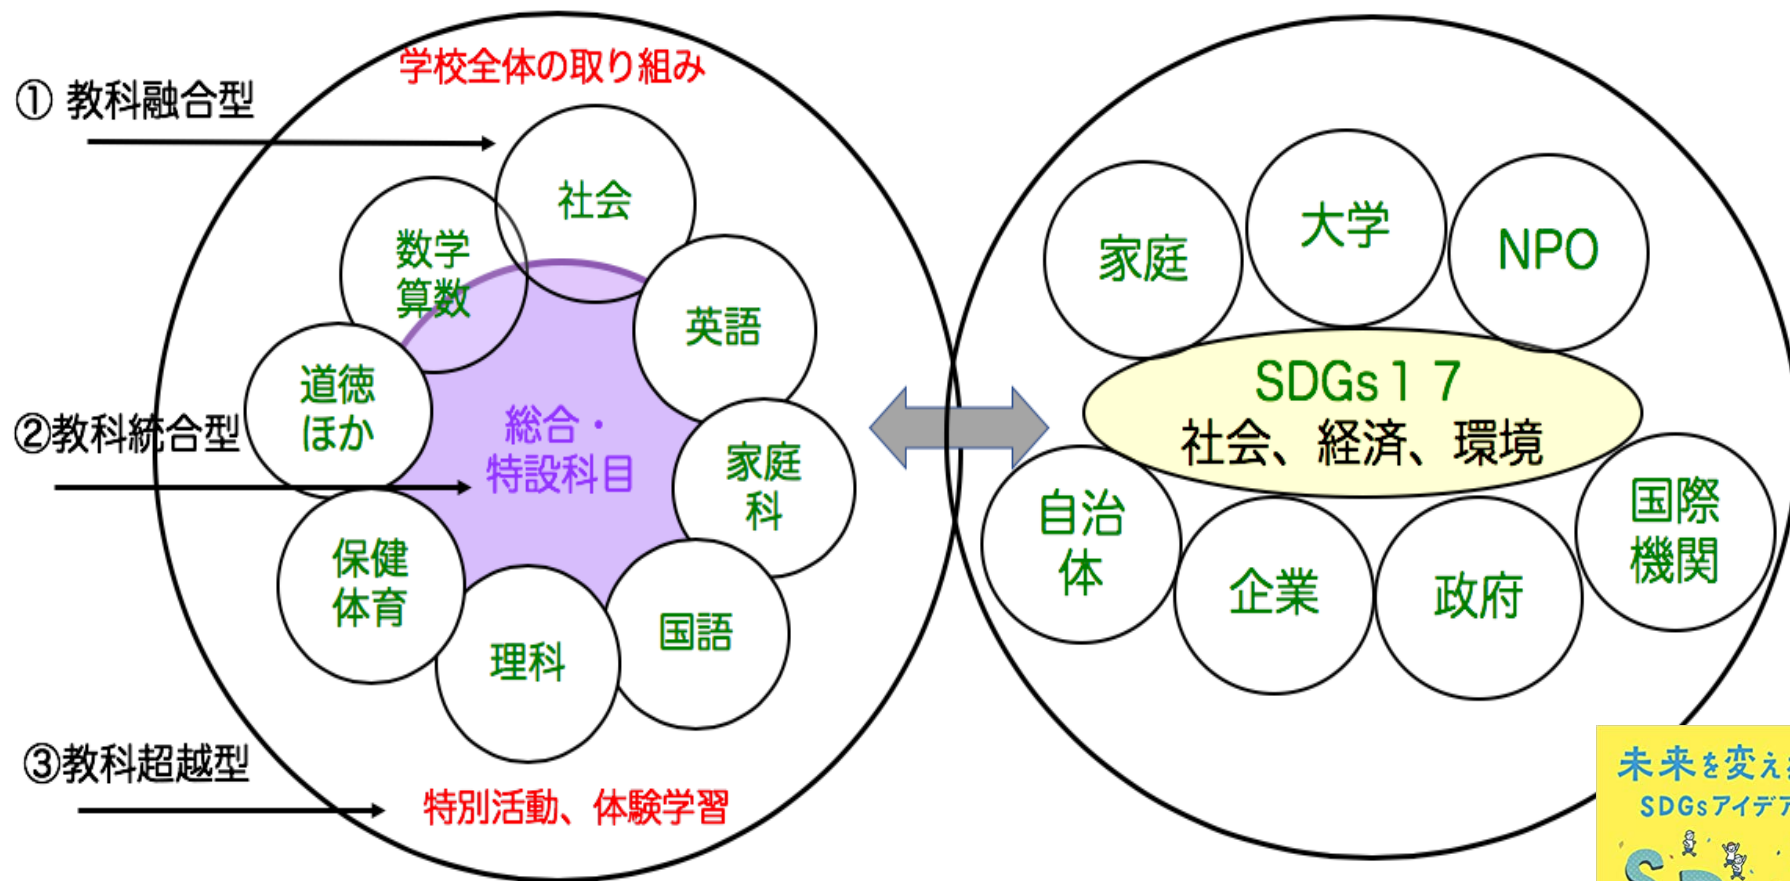 学校全体の取り組み
① 教科融合型
社会
数学
算数
英語
道徳
ほか
②教科統合型
総合・
特設科目
家庭
科
保健
体育
国語
理科
③教科超越型
特別活動、体験学習
家庭
大学
NPO
SDGs17
社会、経済、環境
自治
体
企業
政府
国際
機関
未来を変え
SDGsアイデア